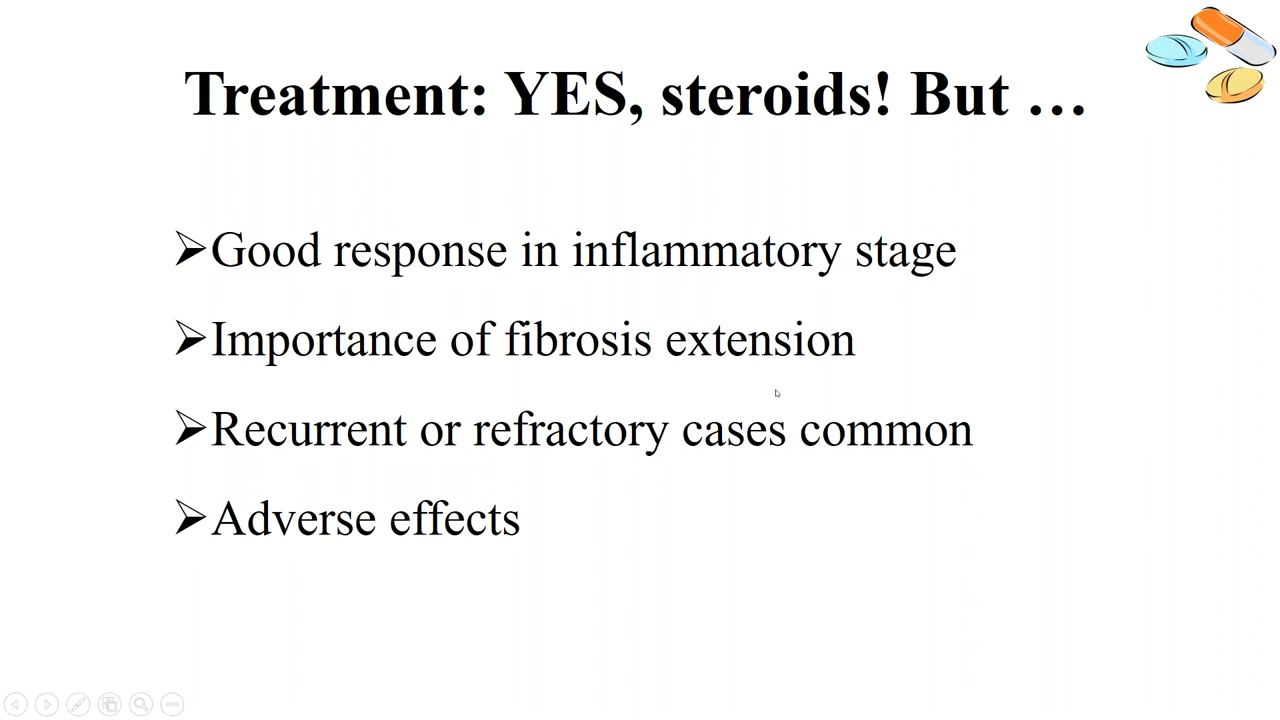 Treatment: YES, steroids! But …
➢Good response in inflammatory stage
➢Importance of fibrosis extension
➢Recurrent or refractory cases common
➢Adverse effects